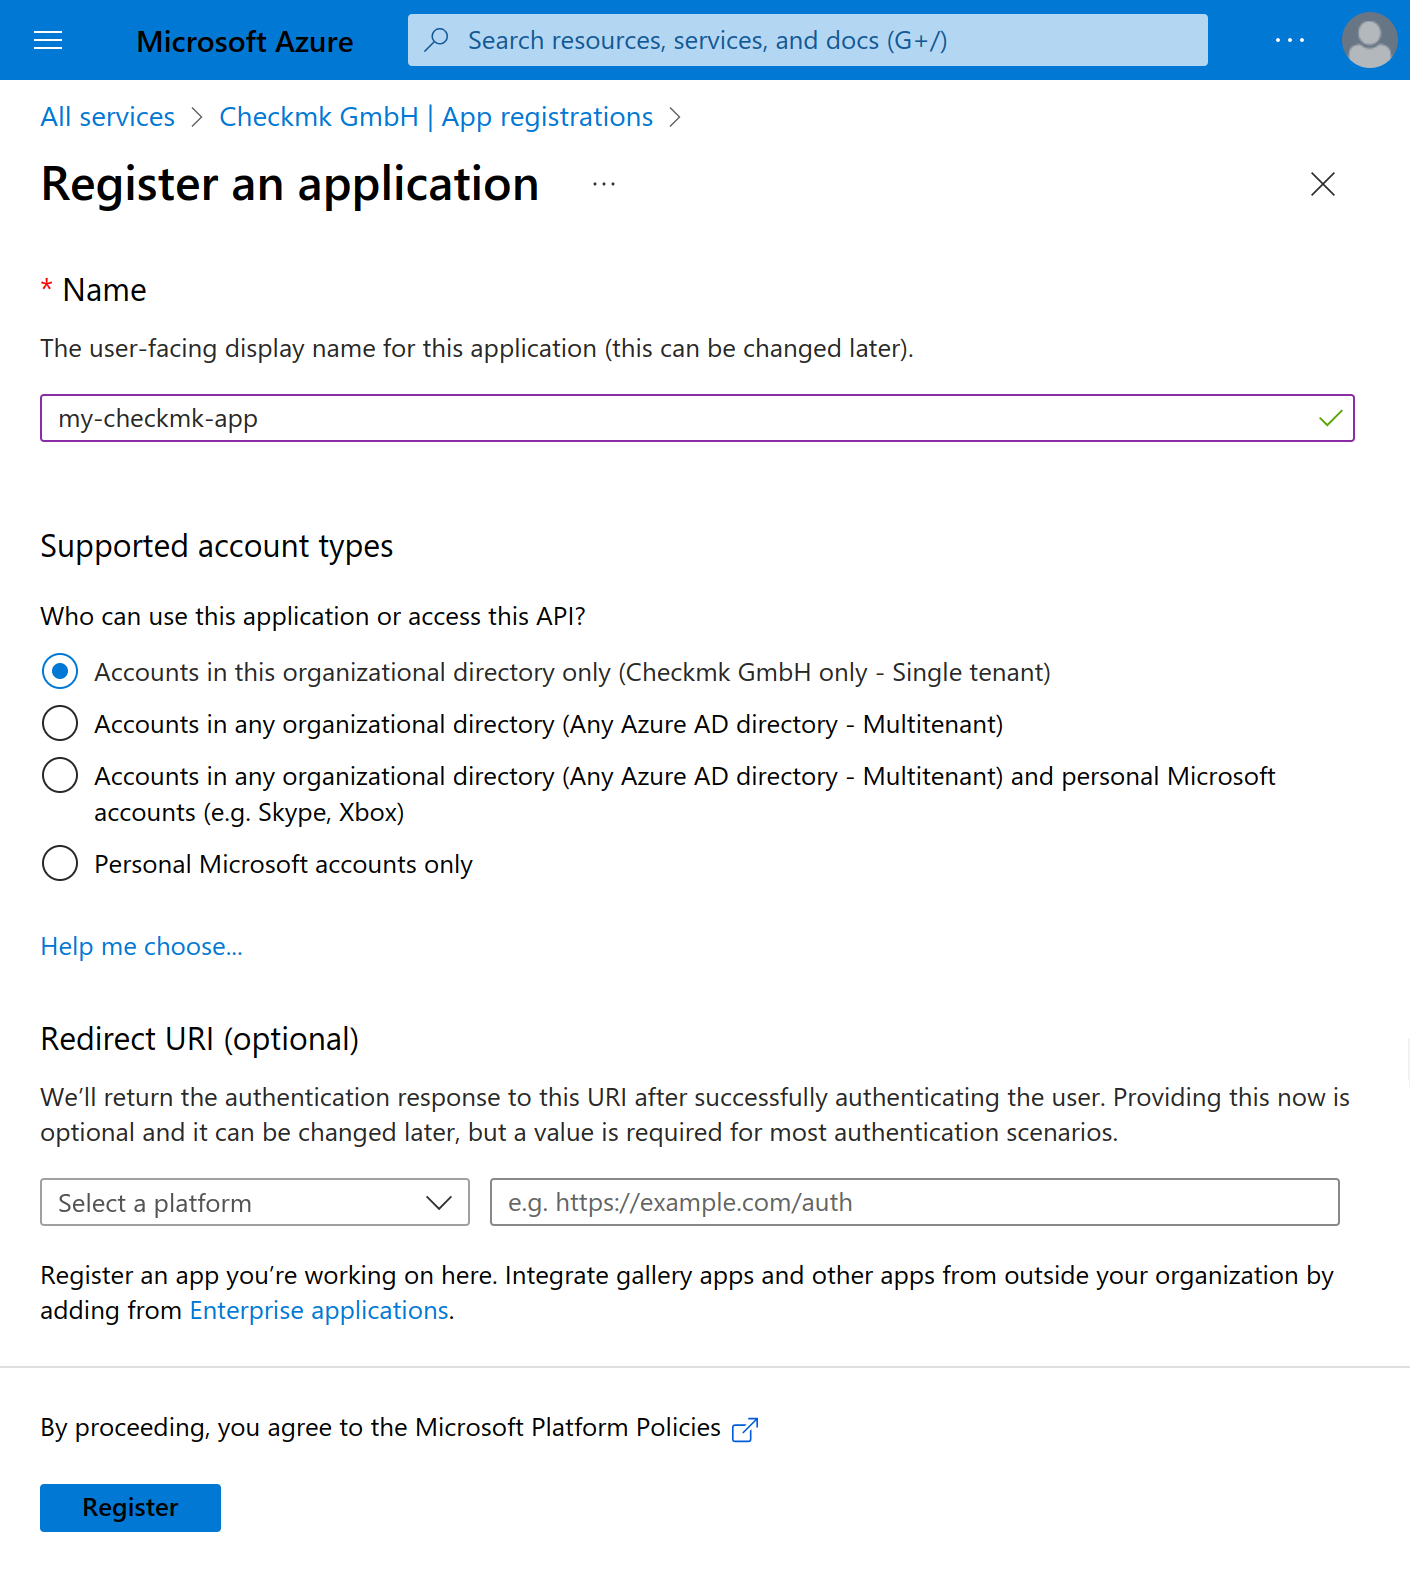 Microsoft Azure
Search resources, services, and docs (G+/)
All services > Checkmk GmbH | App registrations >
Register an application ...
* Name
The user-facing display name for this application (this can be changed later).
my-checkmk-app
Supported account types
Who can use this application or access this API?
Accounts in this organizational directory only (Checkmk GmbH only - Single tenant)
Accounts in any organizational directory (Any Azure AD directory - Multitenant)
Accounts in any organizational directory (Any Azure AD directory - Multitenant) and personal Microsoft
accounts (e.g. Skype, Xbox)
Personal Microsoft accounts only
Help me choose...
Redirect URI (optional)
We’ll return the authentication response to this URI after successfully authenticating the user. Providing this now is
optional and it can be changed later, but a value is required for most authentication scenarios.
Select a platform
e.g. https://example.com/auth
Register an app you’re working on here. Integrate gallery apps and other apps from outside your organization by
adding from Enterprise applications.
By proceeding, you agree to the Microsoft Platform Policies
Register